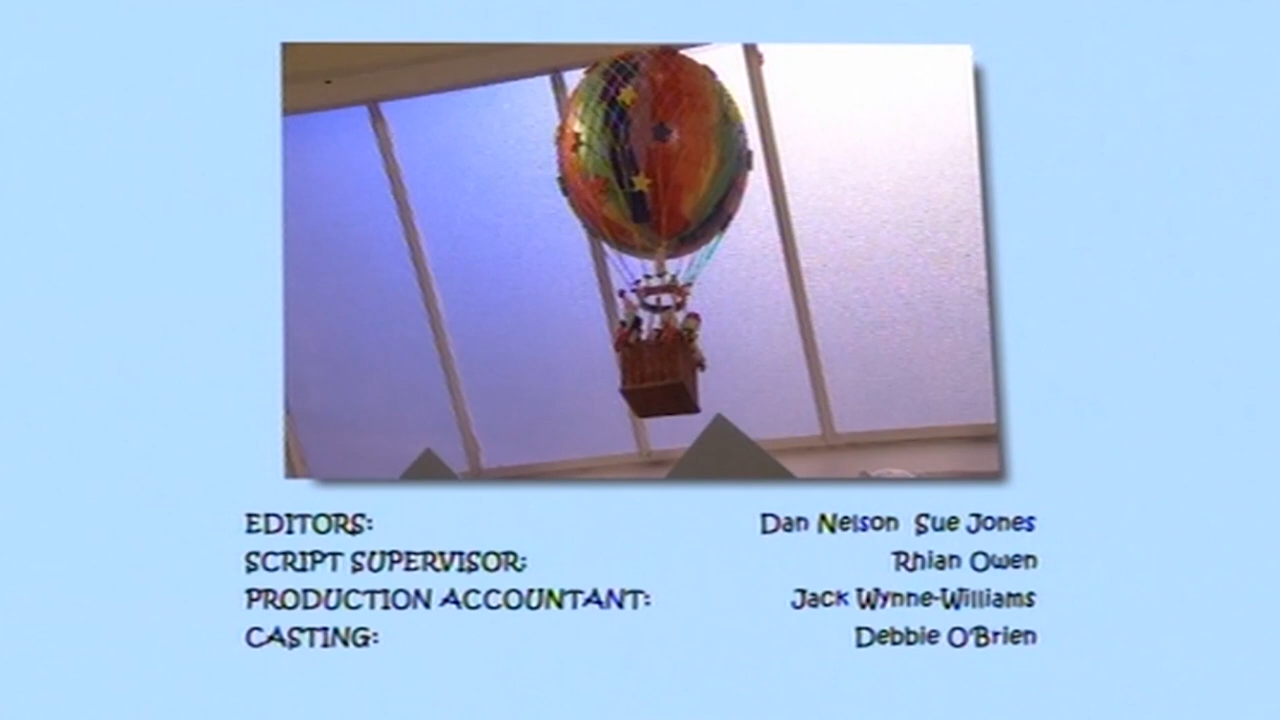 EDITORS: Dan Nelson Sue Jones
SCRIPT SUPERVISOR: Rhian Owen
PRODUCTION ACCOUNTANT: Jack Wynne-Williams
CASTING: Debbie O'Brien